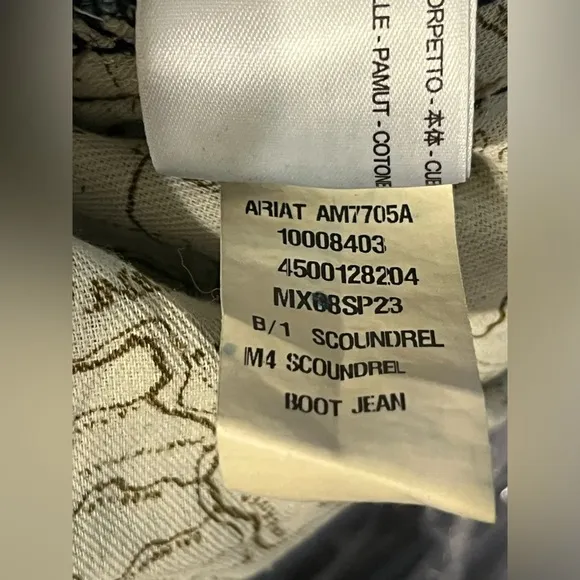 LLE - PAMUT - COTONE
ORPETTO - 本体 - CUE
ARIAT AM7705A
10008403
4500128204
MX08SP23
B/1 SCOUNDREL
M4 SCOUNDREL
BOOT JEAN